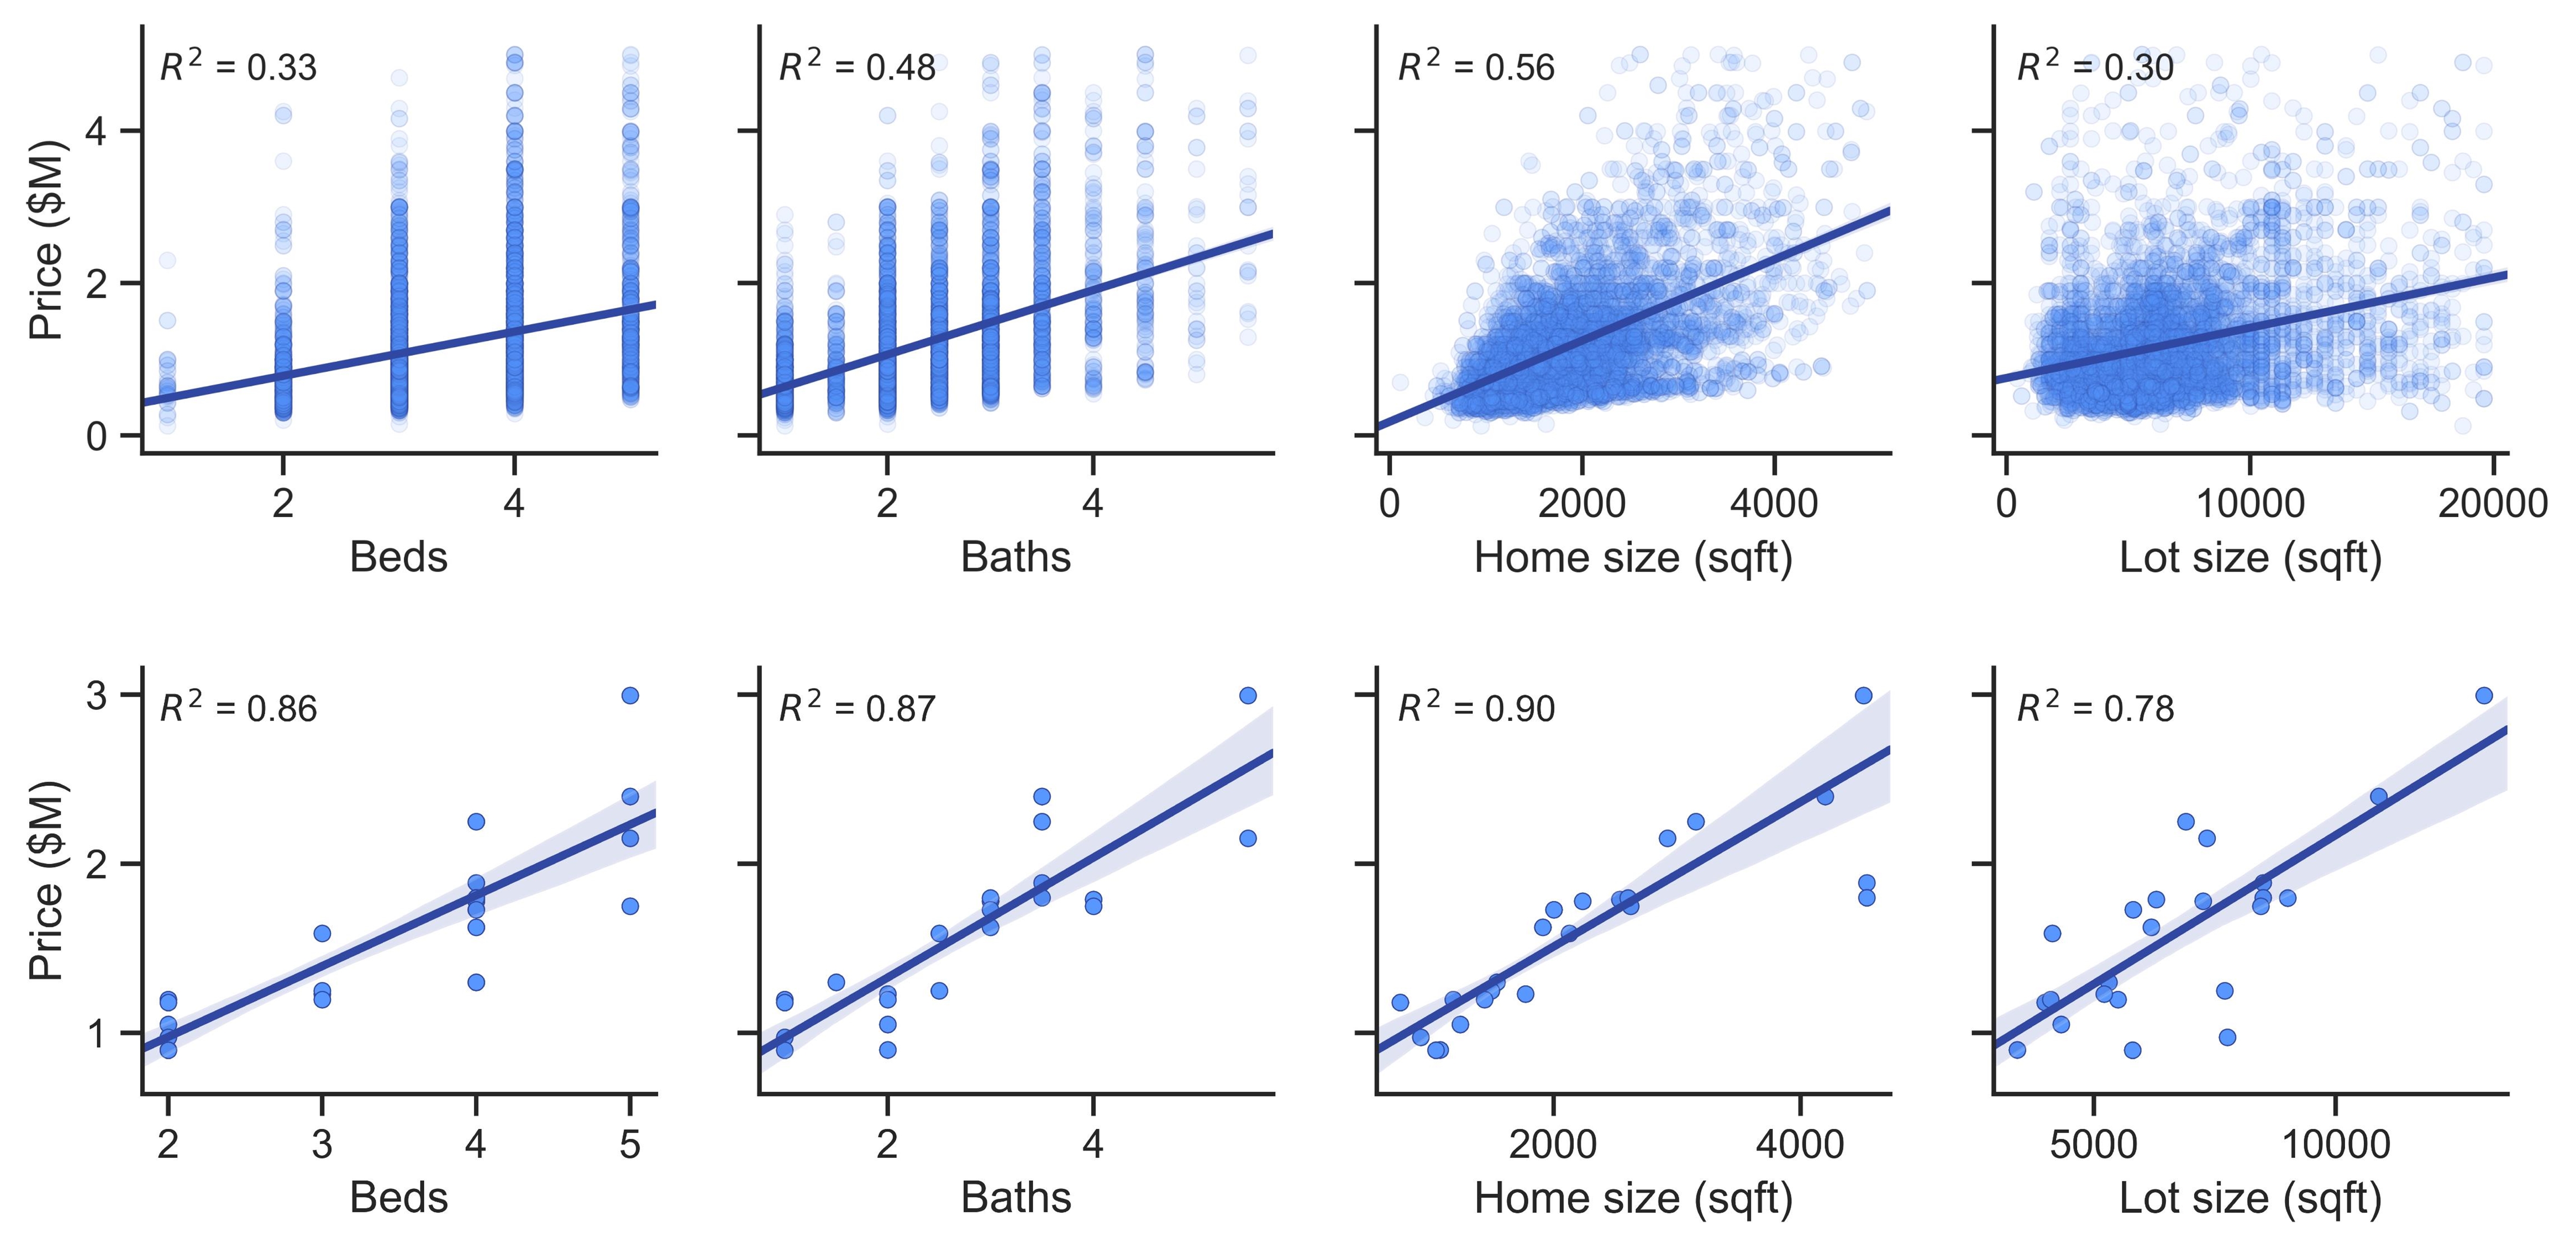 R² = 0.33
R² = 0.48
R² = 0.56
R² = 0.30
Price ($M)
4
2
0
2 4
2 4
0 2000 4000
0 10000 20000
Beds
Baths
Home size (sqft)
Lot size (sqft)
R² = 0.86
R² = 0.87
R² = 0.90
R² = 0.78
Price ($M)
3
2
1
2 3 4 5
2 4
2000 4000
5000 10000
Beds
Baths
Home size (sqft)
Lot size (sqft)